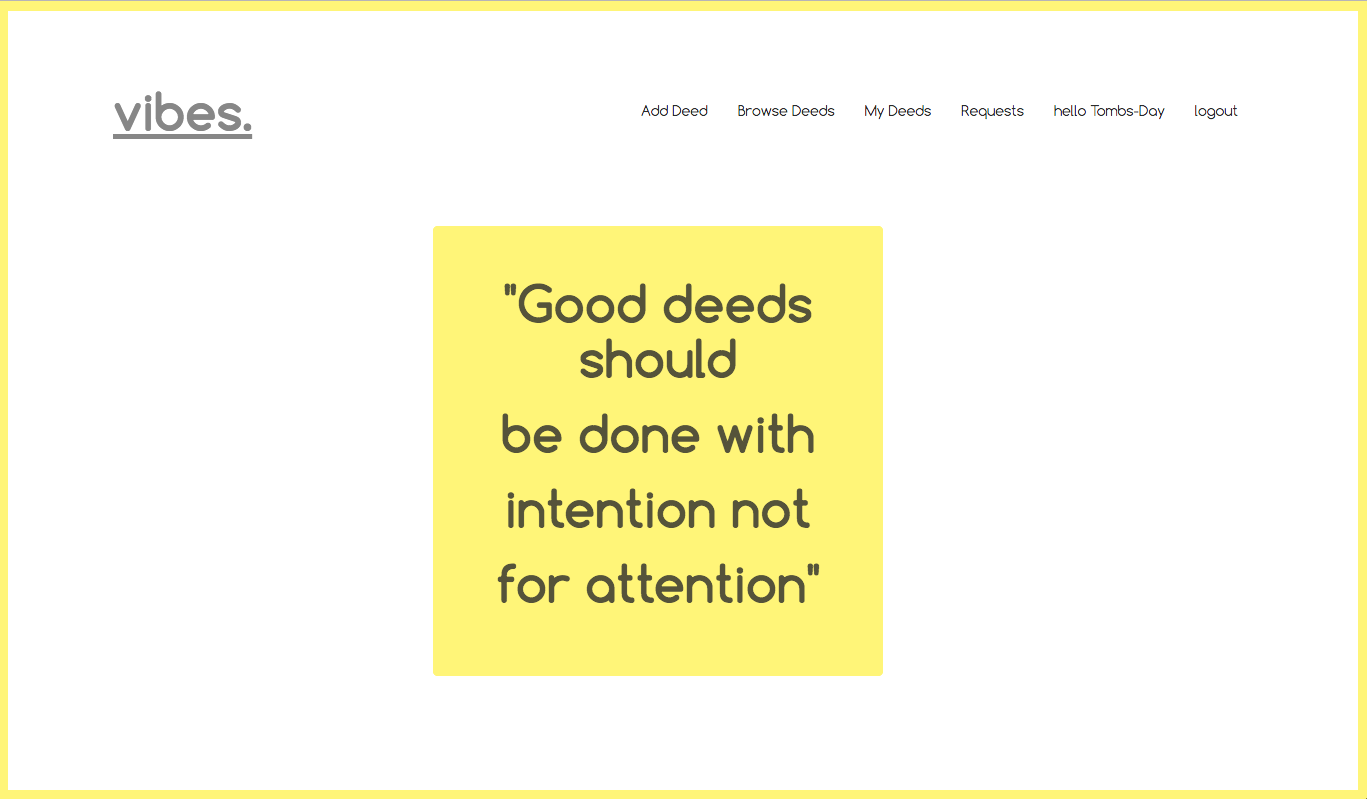 vibes.
Add Deed Browse Deeds My Deeds Requests hello Tombs-Day logout
"Good deeds
should
be done with
intention not
for attention"